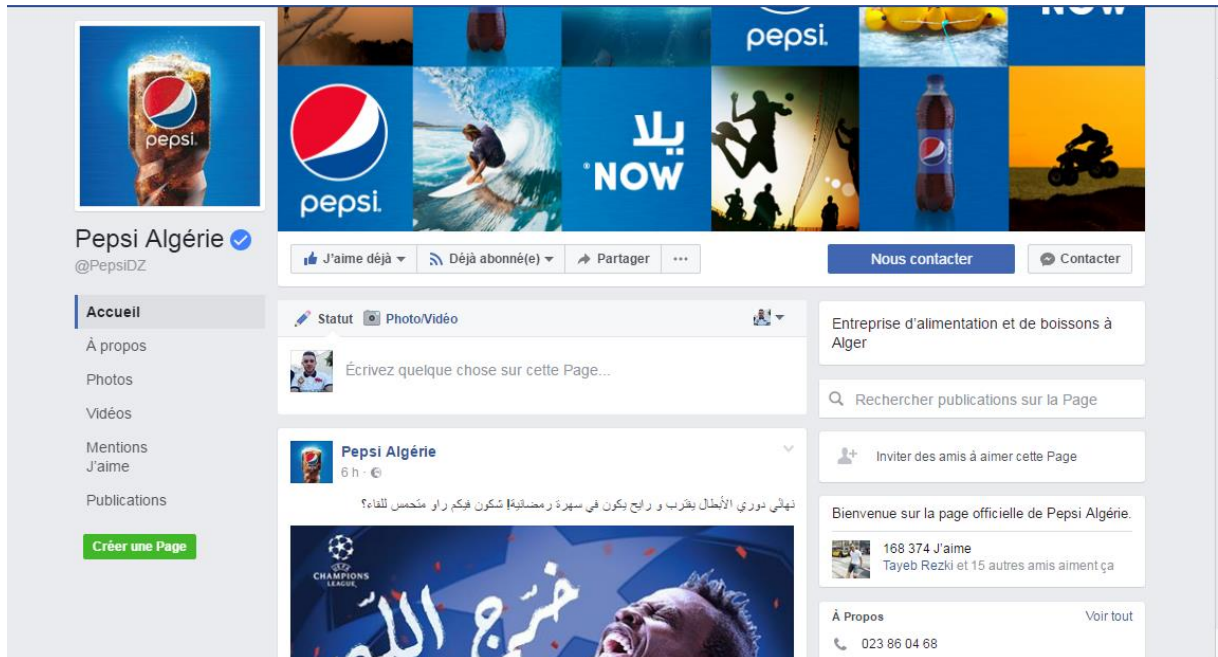 pepsi
NOW
pepsi
يلا
NOW
pepsi
Pepsi Algérie
@PepsiDZ
J'aime déjà
Déjà abonné(e)
Partager
Nous contacter
Contacter
Accueil
À propos
Photos
Vidéos
Mentions
J'aime
Publications
Créer une Page
Statut
Photo/Vidéo
Écrivez quelque chose sur cette Page...
Pepsi Algérie
6 h
نهائي دوري الأبطال يقترب و رايح يكون في سهرة رمضانية! شكون فيكم راو متحمس للقاء؟
UEFA
CHAMPIONS
LEAGUE
خرّج اللّي
Entreprise d'alimentation et de boissons à
Alger
Rechercher publications sur la Page
Inviter des amis à aimer cette Page
Bienvenue sur la page officielle de Pepsi Algérie.
168 374 J'aime
Tayeb Rezki et 15 autres amis aiment ça
À Propos
Voir tout
023 86 04 68